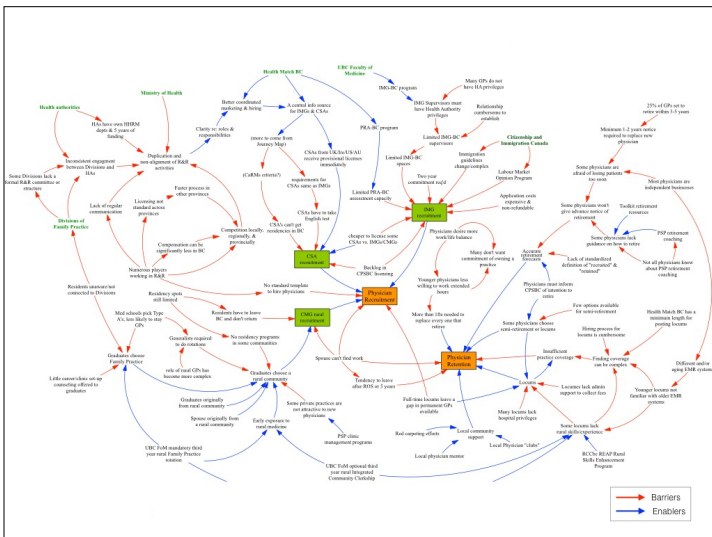 UBC Faculty of
Medicine
Health Match BC
Many GPs do not
have HA privileges
IMG-BC program
Ministry of Health
Better coordinated
marketing & hiring
A central info source
for IMG & CSAs
IMG Supervisors must
have Health Authority
privileges
Relationship
cumbersome to
establish
25% of GPs set to
retire within 3-5 years
Health authorities
HAs have own HHRM
depts & 5 years of
funding
Clarity re: roles &
responsibilities
PRA-BC program
Limited IMG-BC
supervisors
Citizenship and
Immigration Canada
Minimum 1-2 years notice
required to replace new
physician
(more to come from
Journey Map)
CSAs from UK/Ire/US/AU
receive provisional licences
immediately
Limited IMG-BC
spaces
Immigration
guidelines
change/complex
Labour Market
Opinion Program
Inconsistent engagment
between Divisions and
HAs
Duplication and
non-alignment of R&R
activities
Some Divisions lack a
formal R&R committee or
structure
(CaRMs criteria?)
requirements for
CSAs same as IMGs
Limited PRA-BC
assessment capacity
Two year
commitment req'd
Some physicians are
afraid of losing patients
too soon
Most physicians are
independent businesses
Faster process in
other provinces
Licensing not
standard across
provinces
Lack of regular
communication
Application costs
expensive &
non-refundable
Some physicians won't
give advance notice of
retirement
Toolkit retirement
resources
IMG
recruitment
Divisions of
Family Practice
Competition locally,
regionally, &
provincially
CSA's can't get
residencies in BC
CSAs have to take
English test
cheaper to license some
CSAs vs. IMGs/CMGs
Physicians desire more
work life balance
Some physicians lack
guidance on how to retire
PSP retirement
coaching
Compensation can be
significantly less in BC
Numerous players
working in R&R
CSA
recruitment
Backlog in
CPSBC licensing
Many don't want
commitment of owning a
practice
Accurate
retirement
forecasts
Lack of standardized
definition of "recruited" &
"retained"
Not all physicians know
about PSP retirement
coaching
Residents unaware/not
connected to Divisions
Residency spots
still limited
No standard template
to hire physicians
Physician
Recruitment
Younger physicians less
willing to work extended
hours
Physicians must inform
CPSBC of intention to
retire
Med schools pick Type
A's, less likely to stay
GPs
Residents have to leave
BC and don't return
CMG rural
recruitment
More than 10s needed to
replace every one that
retires
Few options available
for semi-retirement
Health Match BC has a
minimum length for
posting locums
Generalists required
to do rotations
No residency programs
in some communities
Some physicians choose
semi-retirement or locums
Hiring process for
locums is cumbersome
Graduates choose
Family Practice
role of rural GPs has
become more complex
Graduates choose a
rural community
Spouse can't find work
Physician
Retention
Insufficient
practice coverage
Finding coverage
can be complex
Different and/or
aging EMR systems
Little career/clinic set-up
counseling offered to
graduates
Tendency to leave
after ROS or 5 years
Locums
Locumes lack admin
support to collect fees
Younger locums not
familiar with older EMR
systems
Graduates originally
from rural community
Spouse originally from
a rural community
Early exposure to
rural medicine
Some private practices are
not attractive to new
physicians
PSP clinic
management programs
Full-time locums leave a
gap in permanent GPs
available
Many locums lack
hospital privileges
Red carpeting efforts
Local community
support
Some locums lack
rural skills/experience
UBC FoM mandatory third
year rural Family Practice
rotation
Local physician mentor
Local Physician "clubs"
UBC FoM optional third
year rural Integrated
Community Clerkship
RCCbc REAP Rural
Skills Enhancement
Program
Barriers
Enablers